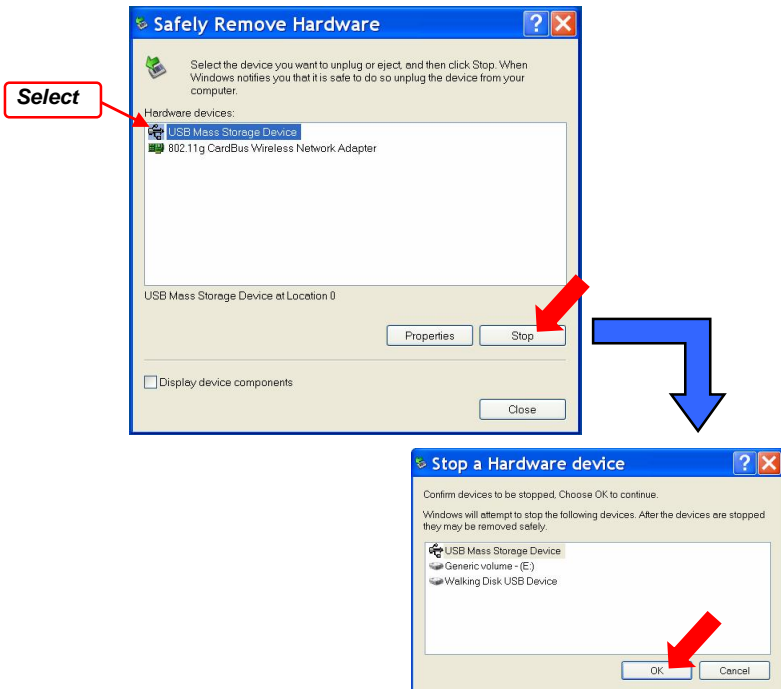 Safely Remove Hardware
Select the device you want to unplug or eject, and then click Stop. When
Windows notifies you that it is safe to do so unplug the device from your
computer.
Select
Hardware devices:
USB Mass Storage Device
802.11g CardBus Wireless Network Adapter
USB Mass Storage Device at Location 0
Properties
Stop
Display device components
Close
Stop a Hardware device
Confirm devices to be stopped, Choose OK to continue.
Windows will attempt to stop the following devices. After the devices are stopped
they may be removed safely.
USB Mass Storage Device
Generic volume - (E:)
Walking Disk USB Device
OK
Cancel